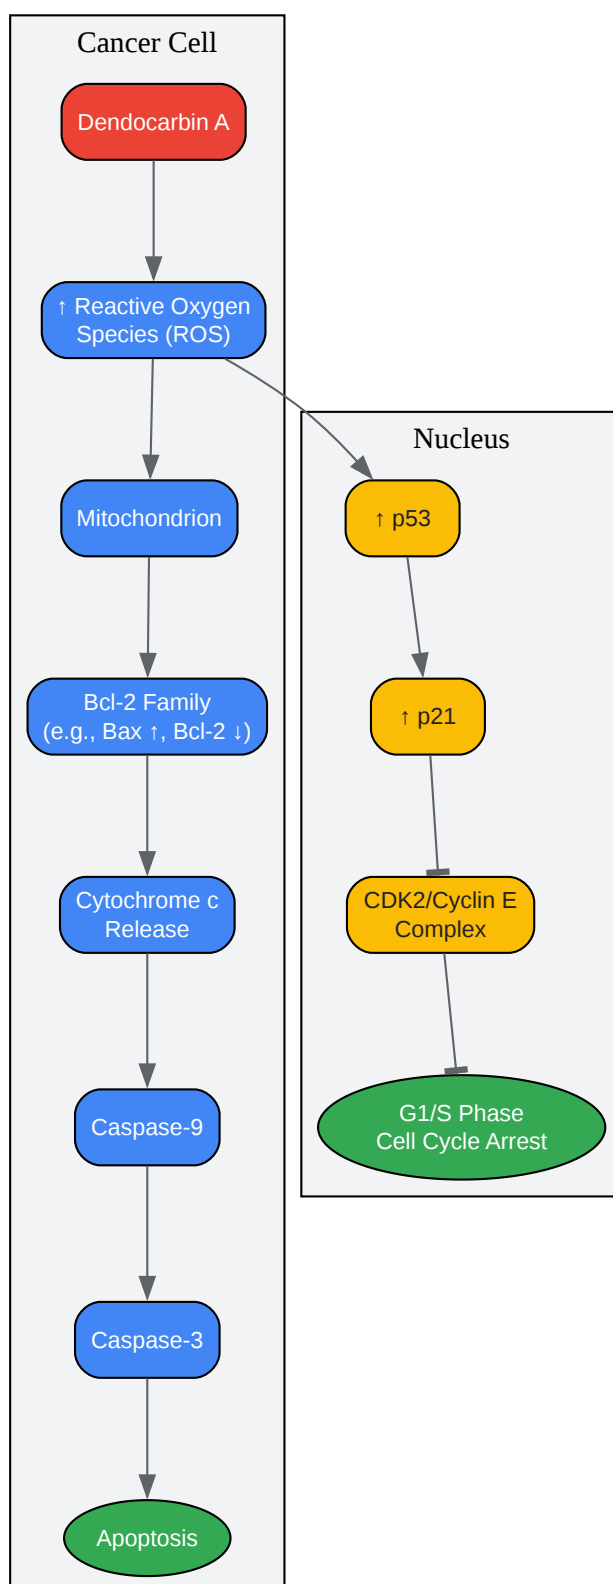 Cancer Cell
Dendocarbin A
↑ Reactive Oxygen
Species (ROS)
Mitochondrion
Bcl-2 Family
(e.g., Bax ↑, Bcl-2 ↓)
Cytochrome c
Release
Caspase-9
Caspase-3
Apoptosis
Nucleus
↑ p53
↑ p21
CDK2/Cyclin E
Complex
G1/S Phase
Cell Cycle Arrest